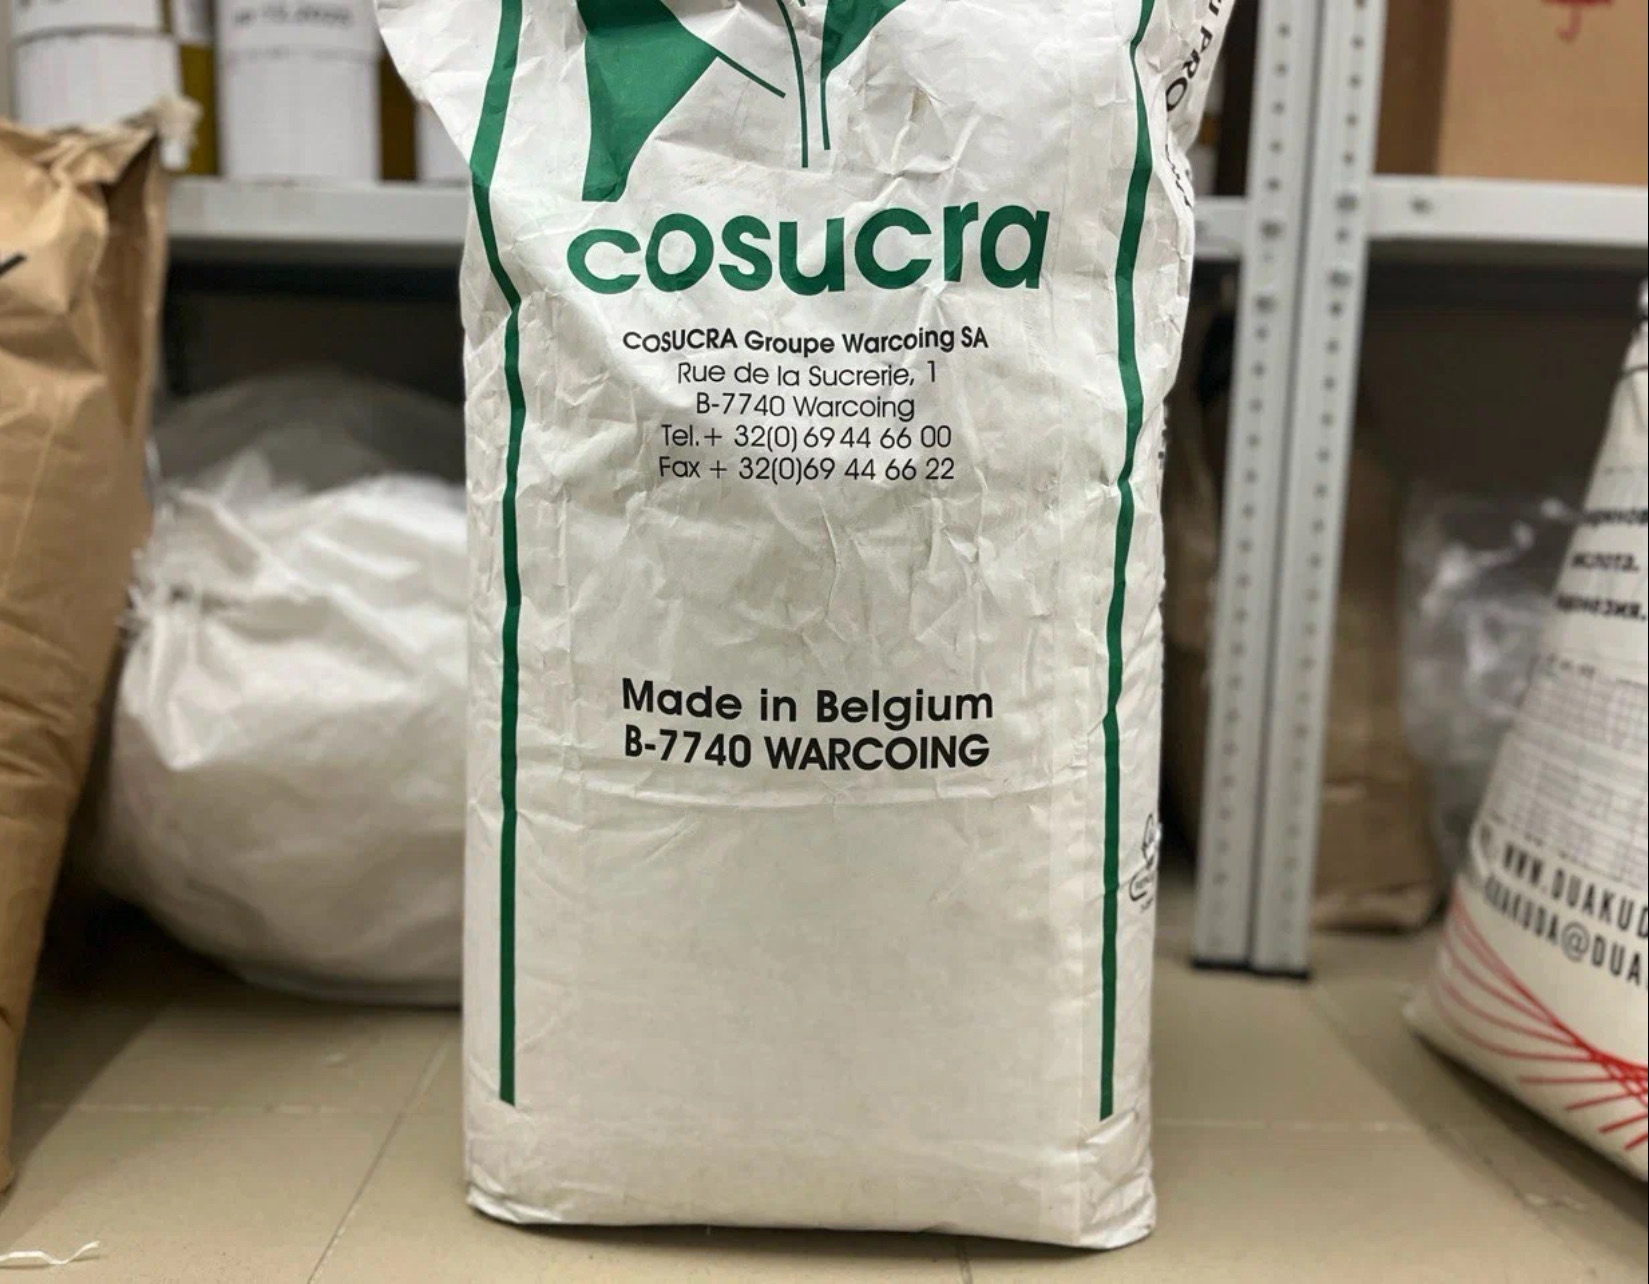 cosucra
COSUCRA Groupe Warcoing SA
Rue de la Sucrerie, 1
B-7740 Warcoing
Tel.+ 32(0) 69 44 66 00
Fax + 32(0)69 44 66 22
Made in Belgium
B-7740 WARCOING
WWW.DUAKUD